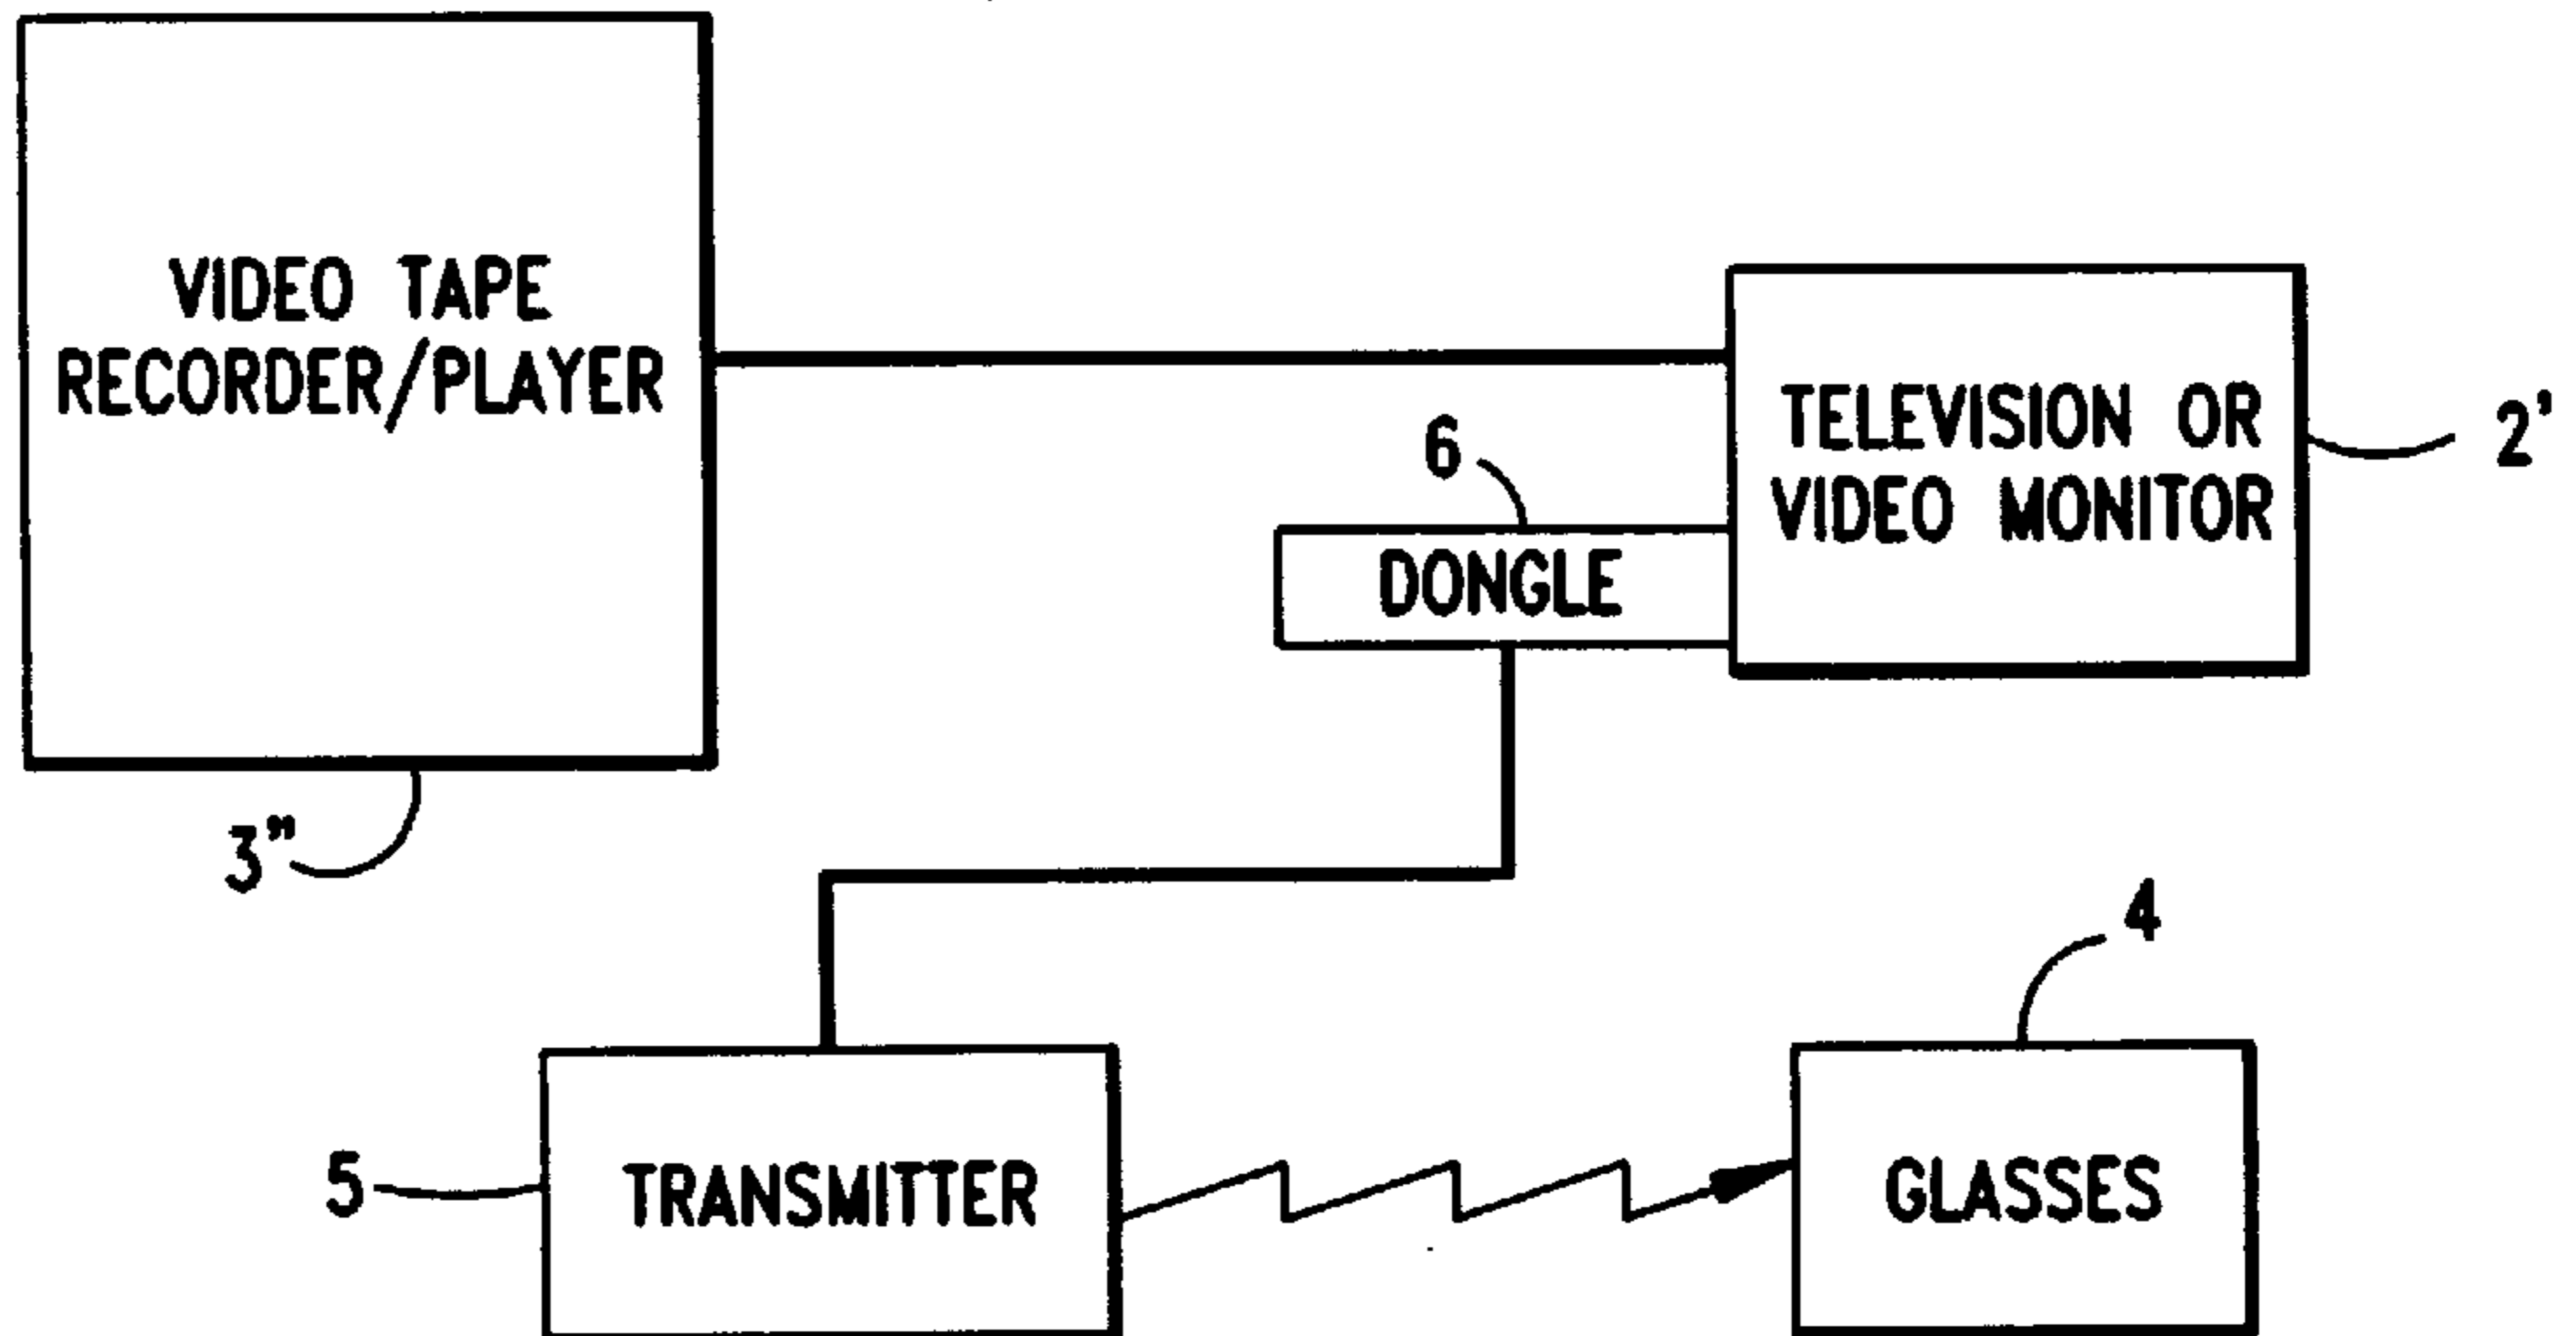 VIDEO TAPE
RECORDER/PLAYER
3"
TELEVISION OR
VIDEO MONITOR
2'
6
DONGLE
5
TRANSMITTER
4
GLASSES